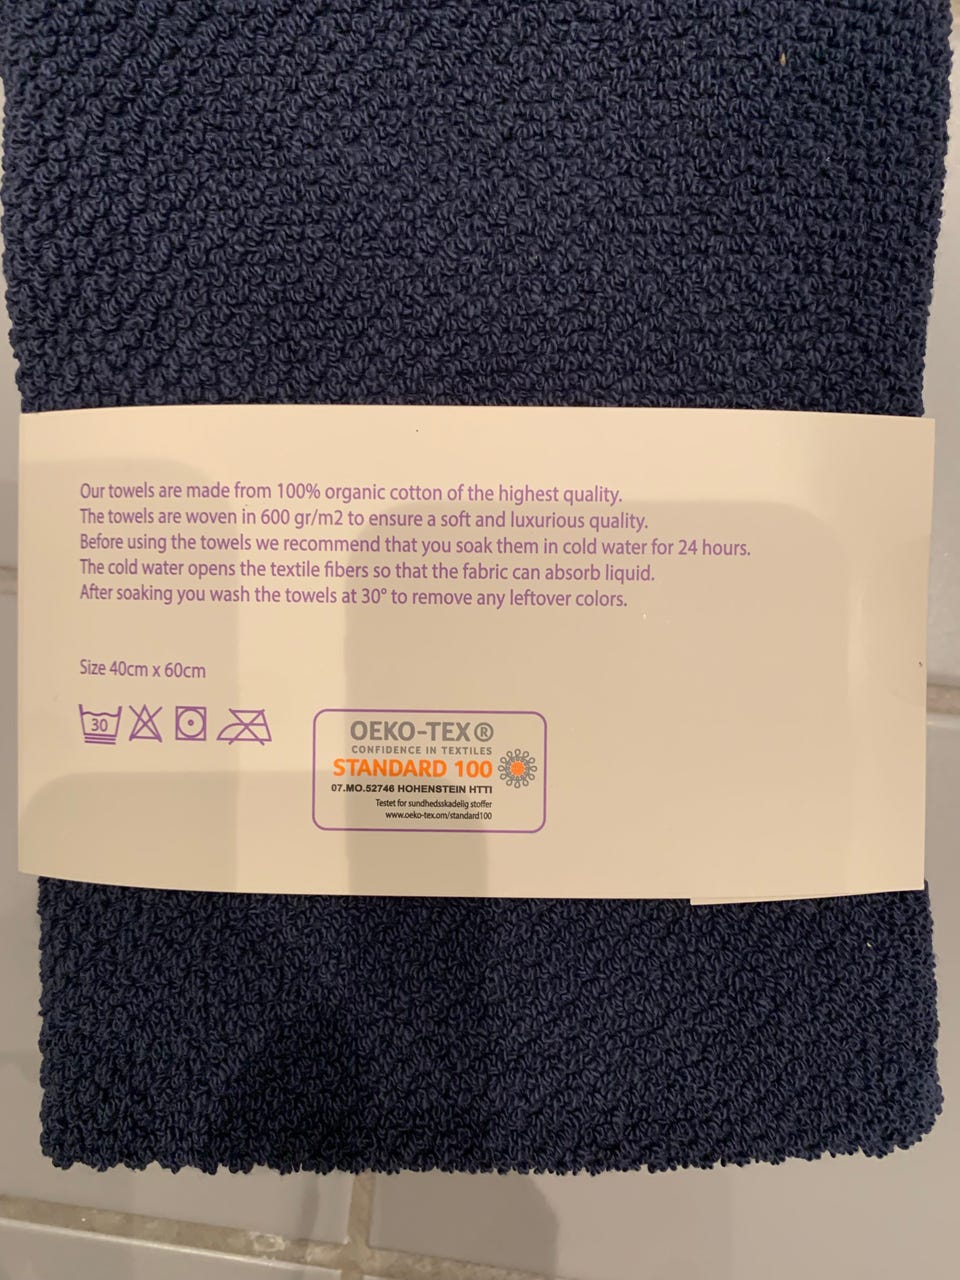 Our towels are made from 100% organic cotton of the highest quality.
The towels are woven in 600 gr/m2 to ensure a soft and luxurious quality.
Before using the towels we recommend that you soak them in cold water for 24 hours.
The cold water opens the textile fibers so that the fabric can absorb liquid.
After soaking you wash the towels at 30° to remove any leftover colors.
Size 40cm x 60cm
30
OEKO-TEX®
CONFIDENCE IN TEXTILES
STANDARD 100
07.MO.52746 HOHENSTEIN HTTI
Testet for sundhedsskadelig stoffer
www.oeko-tex.om/standard100